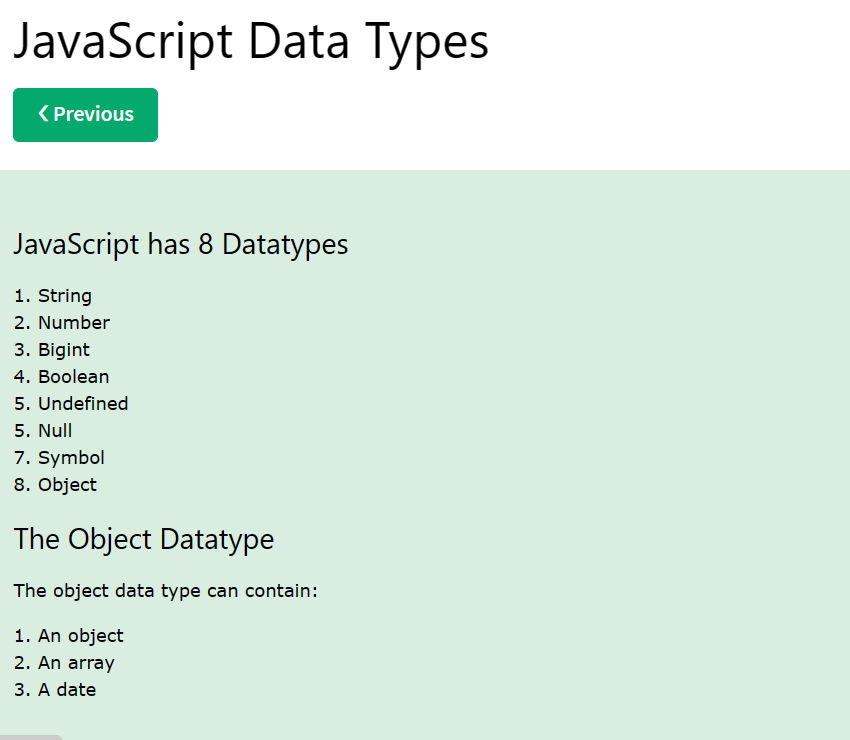 JavaScript Data Types
❮ Previous
JavaScript has 8 Datatypes
1. String
2. Number
3. Bigint
4. Boolean
5. Undefined
5. Null
7. Symbol
8. Object
The Object Datatype
The object data type can contain:
1. An object
2. An array
3. A date